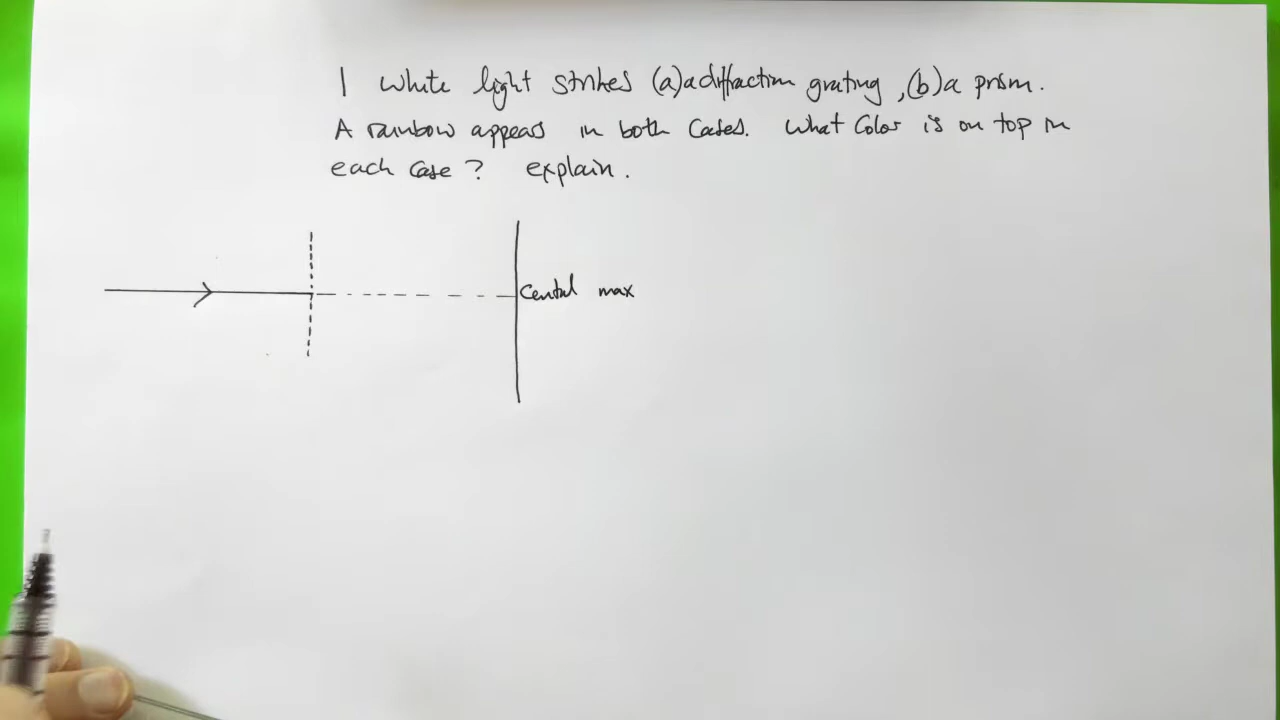 1 White light strikes (a) a diffraction grating, (b) a prism.
A rainbow appears in both Cases. What Color is on top in
each Case? explain.
Central max